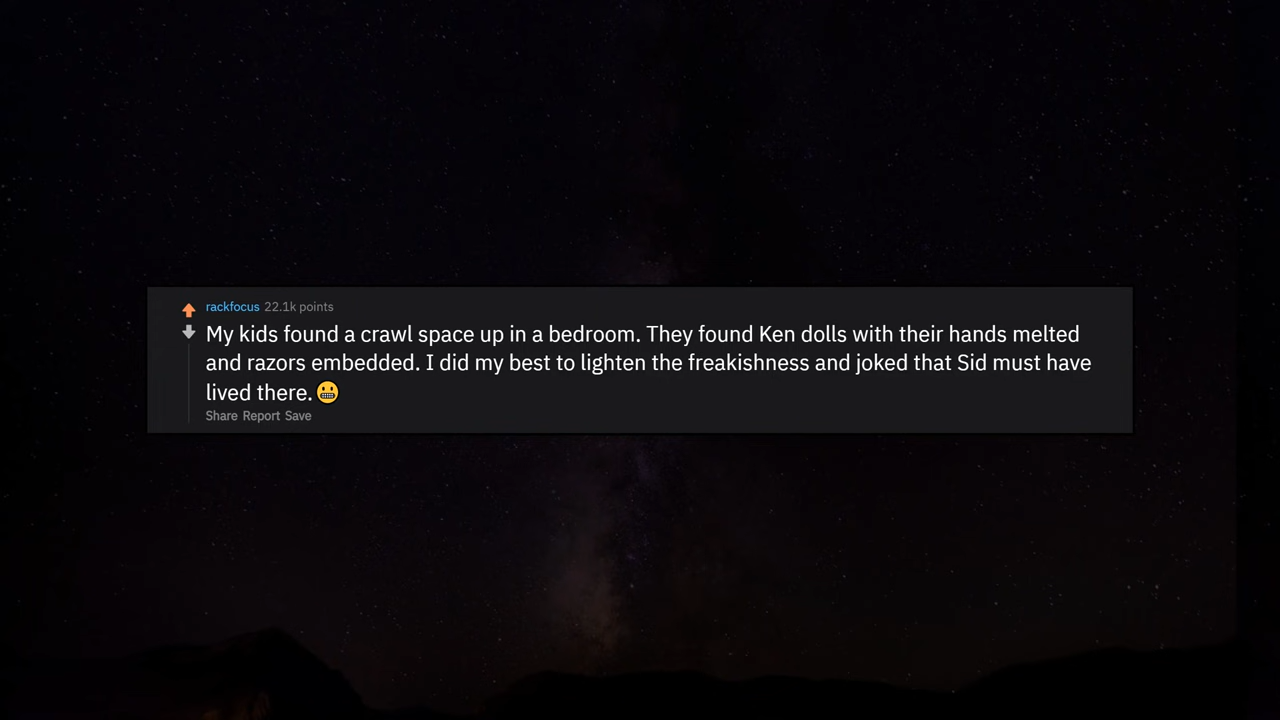 rackfocus 22.1k points
My kids found a crawl space up in a bedroom. They found Ken dolls with their hands melted
and razors embedded. I did my best to lighten the freakishness and joked that Sid must have
lived there. 😬
Share Report Save